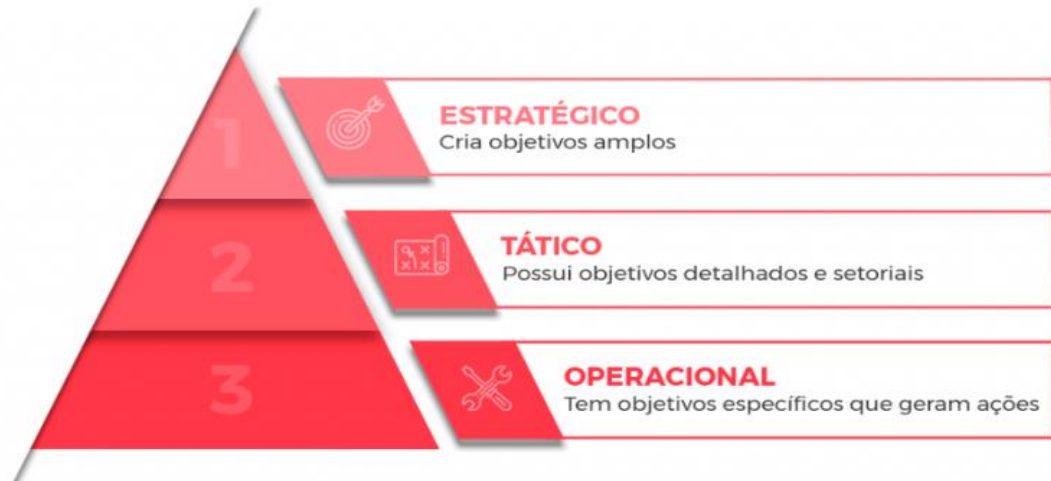 1
ESTRATÉGICO
Cria objetivos amplos
2
TÁTICO
Possui objetivos detalhados e setoriais
3
OPERACIONAL
Tem objetivos específicos que geram ações